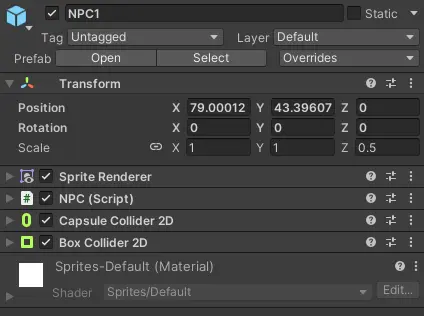 NPC1 Static
Tag Untagged Layer Default
Prefab Open Select Overrides
Transform
Position X 79.00012 Y 43.39607 Z 0
Rotation X 0 Y 0 Z 0
Scale X 1 Y 1 Z 0.5
Sprite Renderer
# NPC (Script)
Capsule Collider 2D
Box Collider 2D
Sprites-Default (Material)
Shader Sprites/Default Edit...